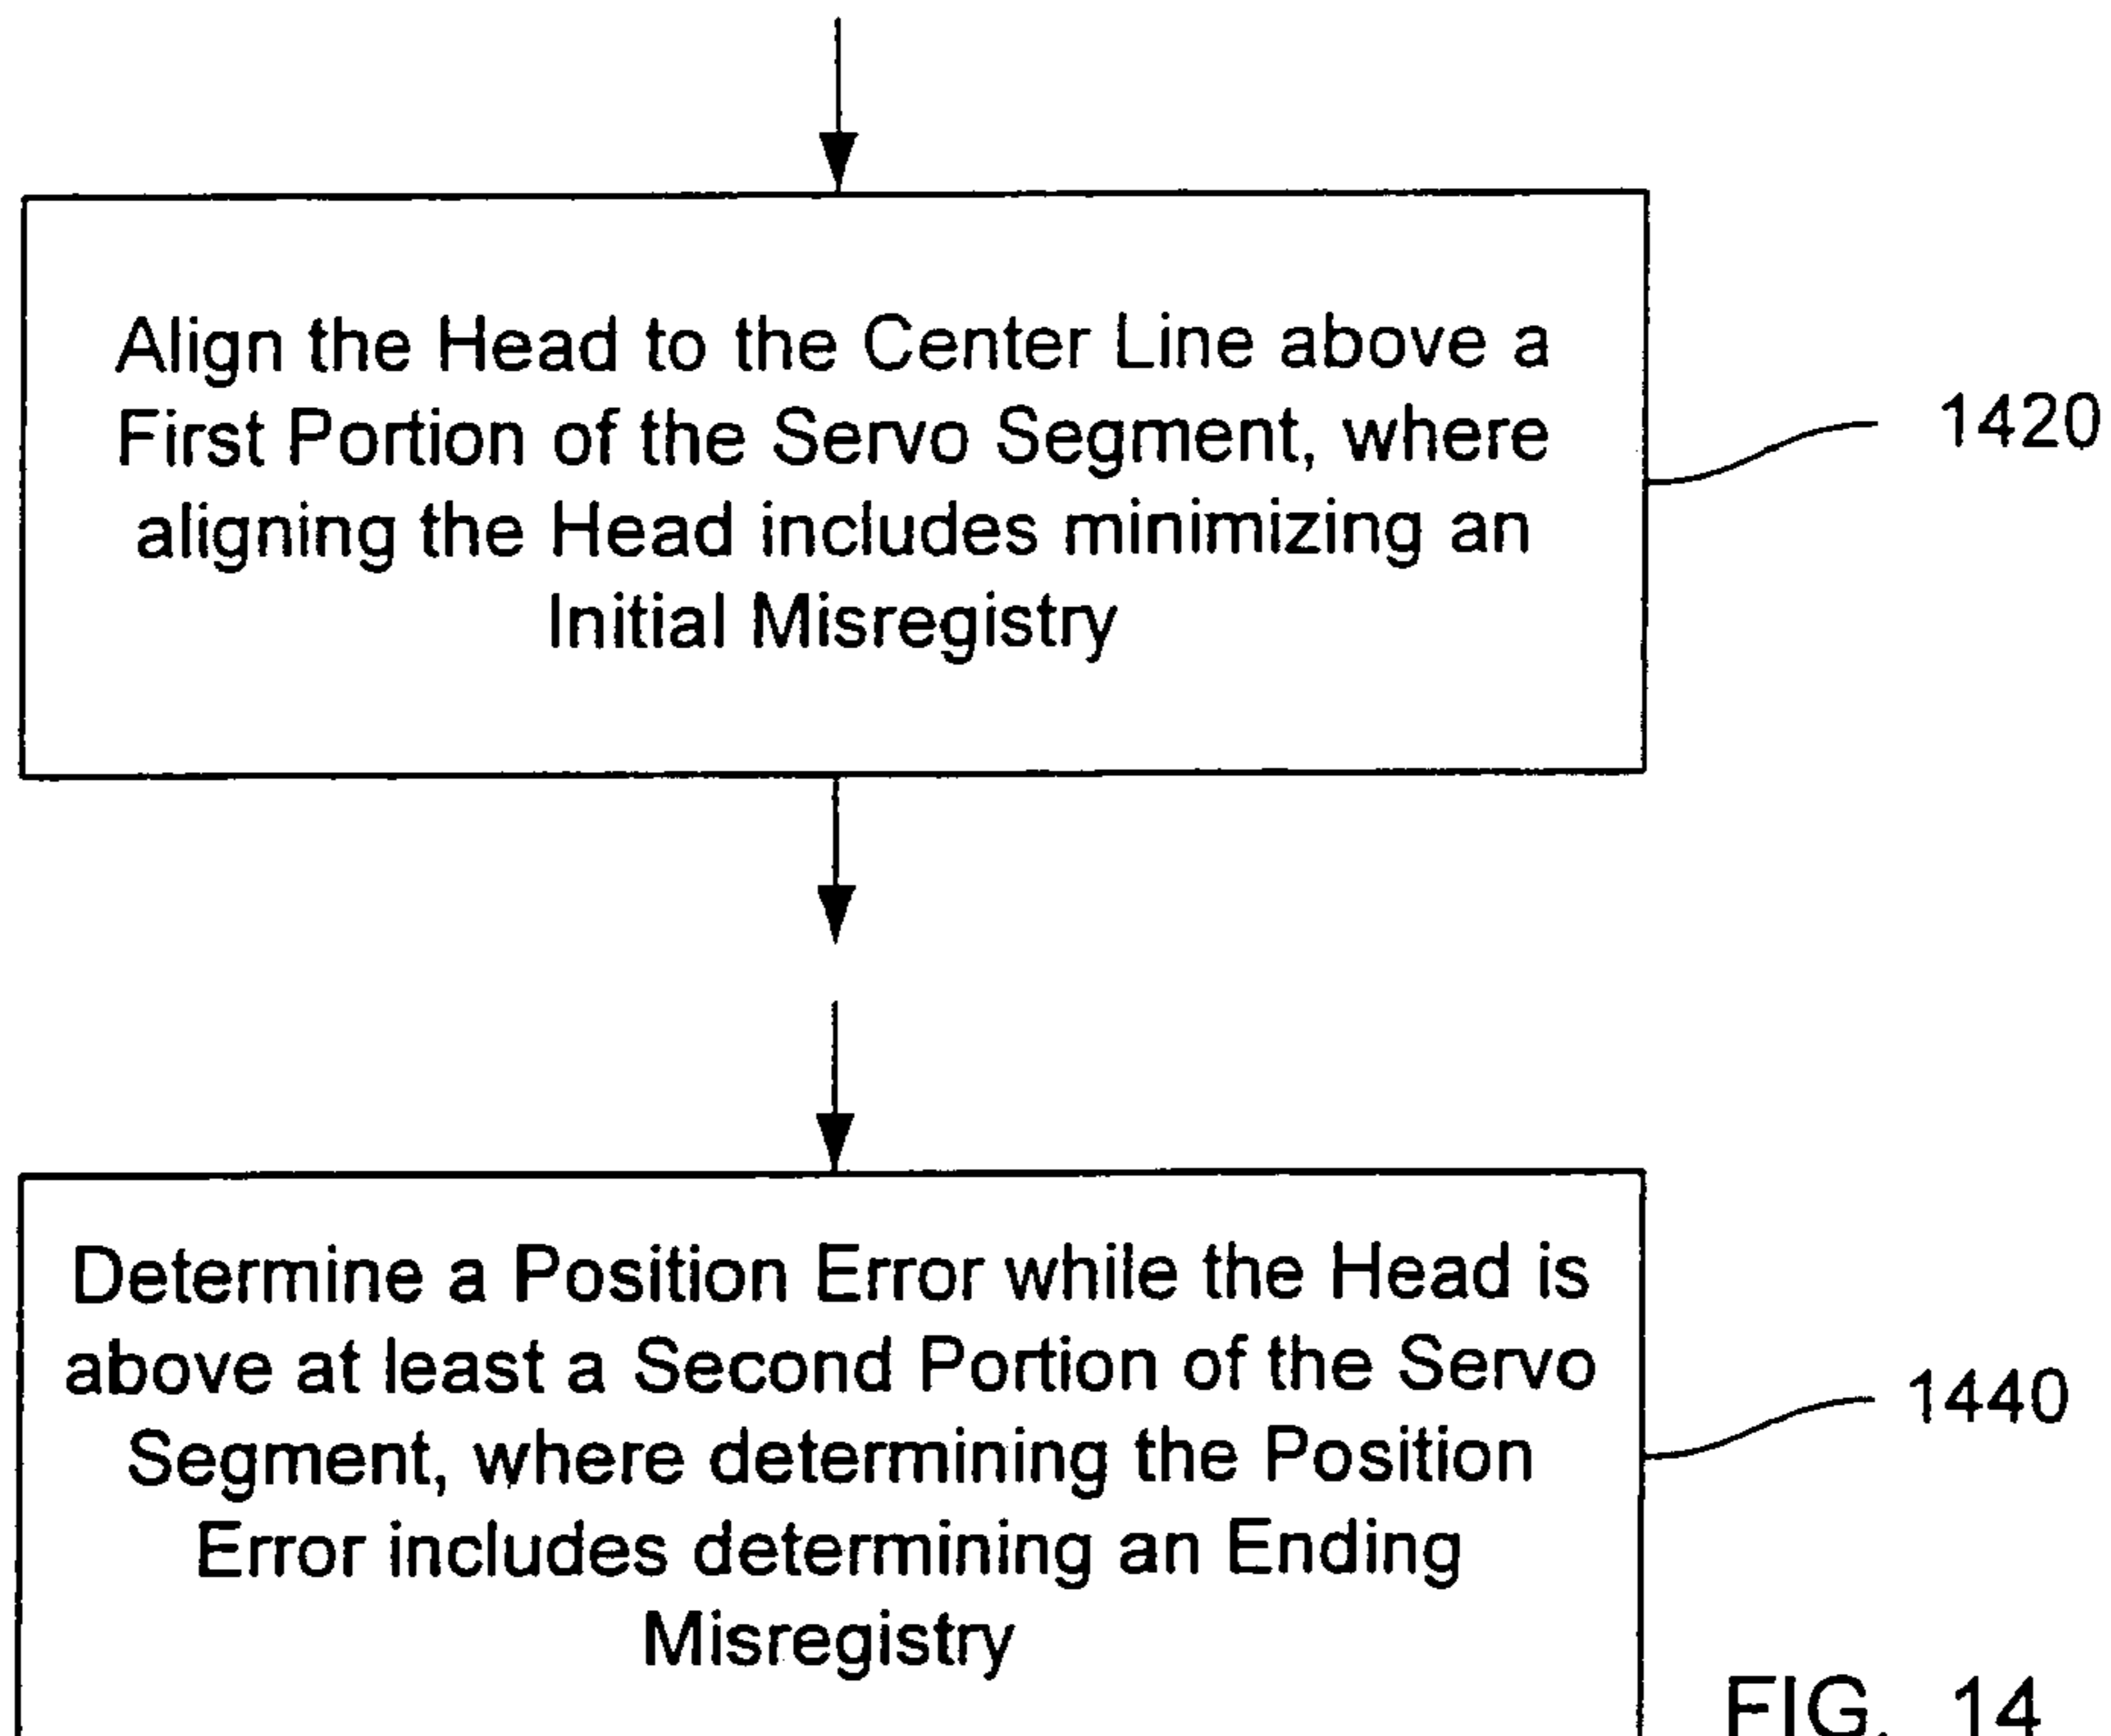 Align the Head to the Center Line above a
First Portion of the Servo Segment, where
aligning the Head includes minimizing an
Initial Misregistry
1420
Determine a Position Error while the Head is
above at least a Second Portion of the Servo
Segment, where determining the Position
Error includes determining an Ending
Misregistry
1440
FIG. 14